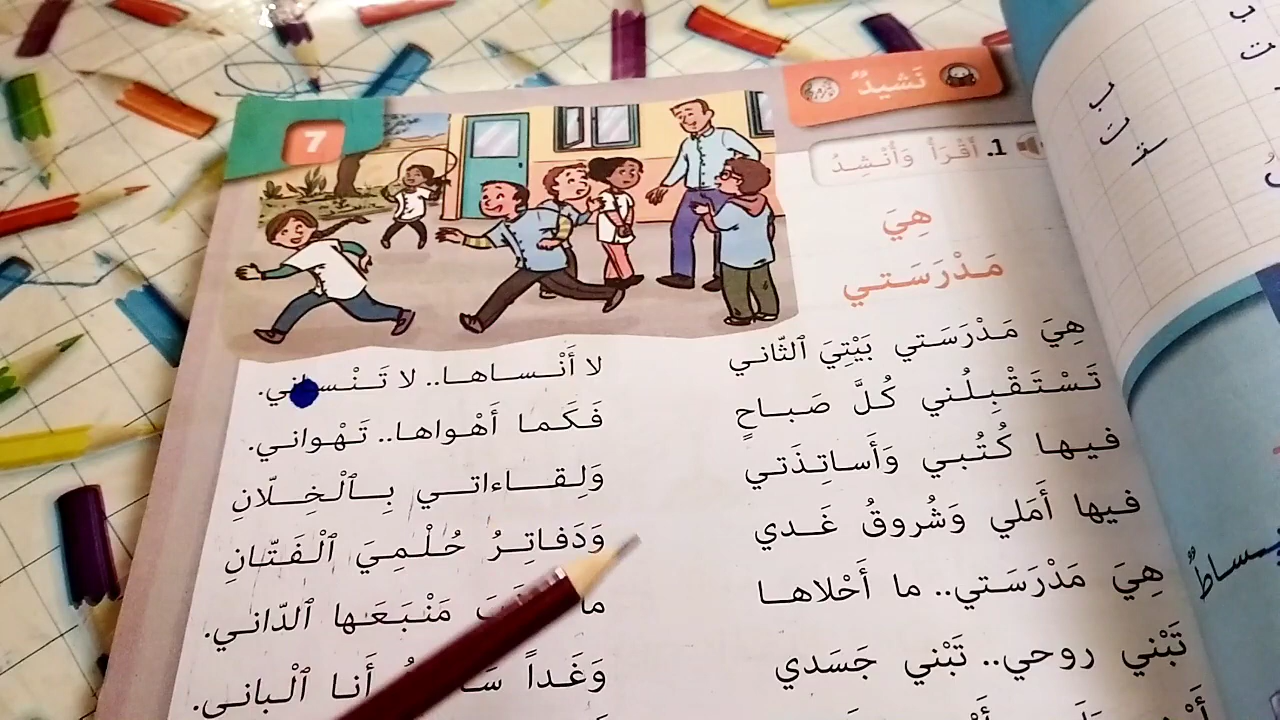 نَشيدٌ
7
1. أَقْرَأُ وَأُنْشِدُ
هِيَ
مَدْرَسَتي
هِيَ مَدْرَسَتي بَيْتِيَ ٱلثّاني لا أَنْساها.. لا تَنْساني.
تَسْتَقْبِلُني كُلَّ صَباحٍ فَكَما أَهْواها.. تَهْواني.
فيها كُتُبي وَأَساتِذَتي وَلِقاءاتي بِٱلْخِلّانِ
فيها أَمَلي وَشُروقُ غَدي وَدَفاتِرُ حُلْمِيَ ٱلْفَتّانِ
هِيَ مَدْرَسَتي.. ما أَحْلاها ما مَنْبَعَها ٱلدّاني.
تَبْني روحي.. تَبْني جَسَدي وَغَداً أَنا ٱلْباني.
ب
ت
ب
ت
بساطٌ